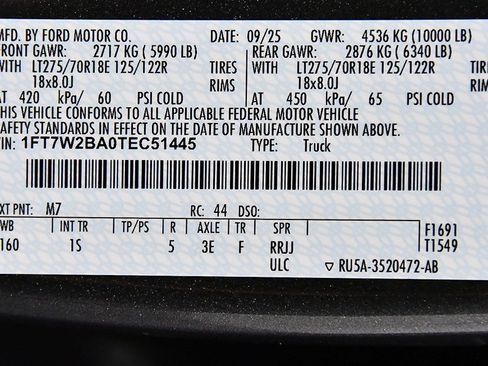 MFD. BY FORD MOTOR CO. DATE: 09/25 GVWR: 4536 KG (10000 LB)
FRONT GAWR: 2717 KG ( 5990 LB) REAR GAWR: 2876 KG ( 6340 LB)
WITH LT275/70R18E 125/122R TIRES WITH LT275/70R18E 125/122R
18x8.0J RIMS 18x8.0J
AT 420 kPa/ 60 PSI COLD AT 450 kPa/ 65 PSI COLD
THIS VEHICLE CONFORMS TO ALL APPLICABLE FEDERAL MOTOR VEHICLE
SAFETY STANDARDS IN EFFECT ON THE DATE OF MANUFACTURE SHOWN ABOVE.
VIN: 1FT7W2BA0TEC51445 TYPE: Truck
EXT PNT: M7 RC: 44 DSO:
WB INT TR TP/PS R AXLE TR SPR F1691
160 1S 5 3E F RRJJ T1549
ULC ▽ RU5A-3520472-AB